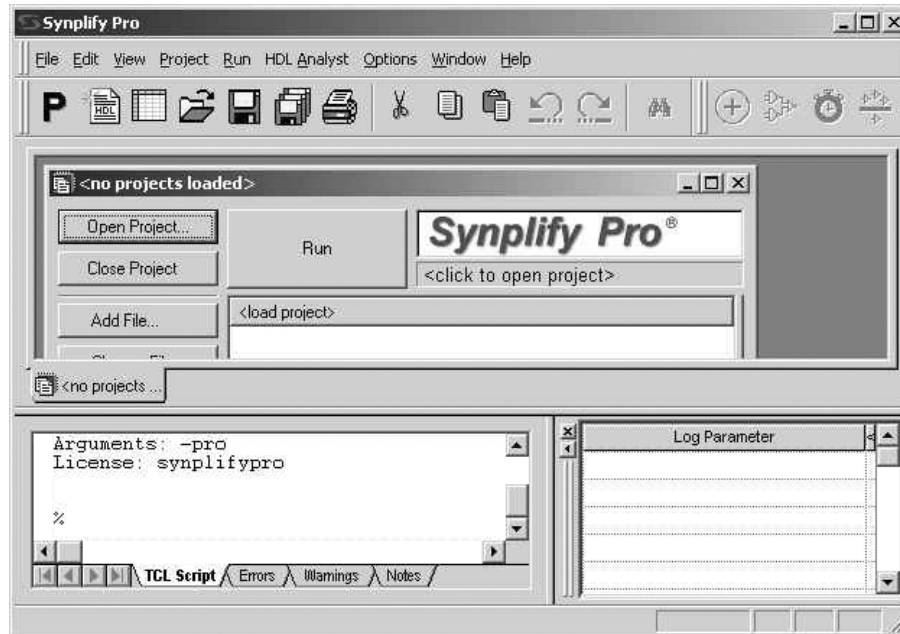 Synplify Pro
File Edit View Project Run HDL Analyst Options Window Help
P HDL
<no projects loaded>
Open Project...
Run
Synplify Pro®
Close Project
<click to open project>
Add File...
<load project>
<no projects ...
Arguments: -pro
License: synplifypro
%
Log Parameter
TCL Script Errors Warnings Notes